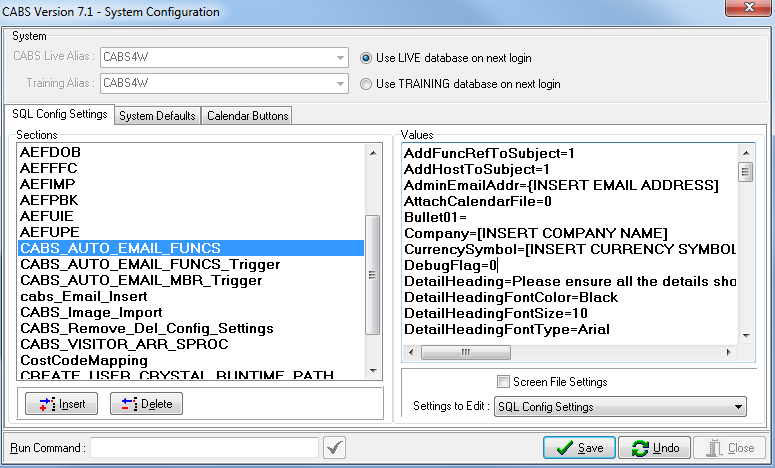 CABS Version 7.1 - System Configuration
System
CABS Live Alias : CABS4W
Use LIVE database on next login
Training Alias : CABS4W
Use TRAINING database on next login
SQL Config Settings System Defaults Calendar Buttons
Sections
AEFDOB
AEFFFC
AEFIMP
AEFPBK
AEFUIE
AEFUPE
CABS_AUTO_EMAIL_FUNCS
CABS_AUTO_EMAIL_FUNCS_Trigger
CABS_AUTO_EMAIL_MBR_Trigger
cabs_Email_Insert
CABS_Image_Import
CABS_Remove_Del_Config_Settings
CABS_VISITOR_ARR_SPROC
CostCodeMapping
CREATE_USER_CRYSTAL_RUNTIME_PATH
Insert Delete
Values
AddFuncRefToSubject=1
AddHostToSubject=1
AdminEmailAddr={INSERT EMAIL ADDRESS]
AttachCalendarFile=0
Bullet01=
Company=[INSERT COMPANY NAME]
CurrencySymbol=[INSERT CURRENCY SYMBOL
DebugFlag=0
DetailHeading=Please ensure all the details sho
DetailHeadingFontColor=Black
DetailHeadingFontSize=10
DetailHeadingFontType=Arial
Screen File Settings
Settings to Edit : SQL Config Settings
Run Command :
Save Undo Close